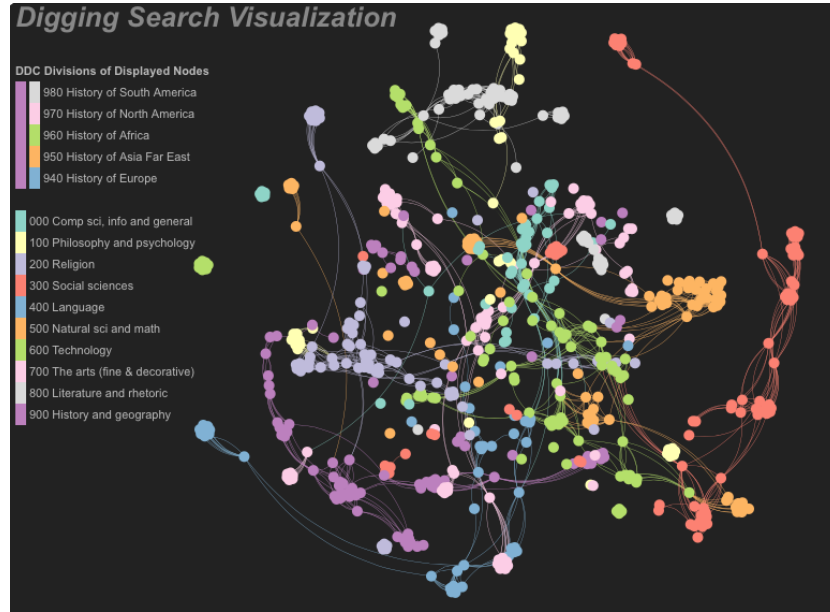 Digging Search Visualization
DDC Divisions of Displayed Nodes
980 History of South America
970 History of North America
960 History of Africa
950 History of Asia Far East
940 History of Europe
000 Comp sci, info and general
100 Philosophy and psychology
200 Religion
300 Social sciences
400 Language
500 Natural sci and math
600 Technology
700 The arts (fine & decorative)
800 Literature and rhetoric
900 History and geography